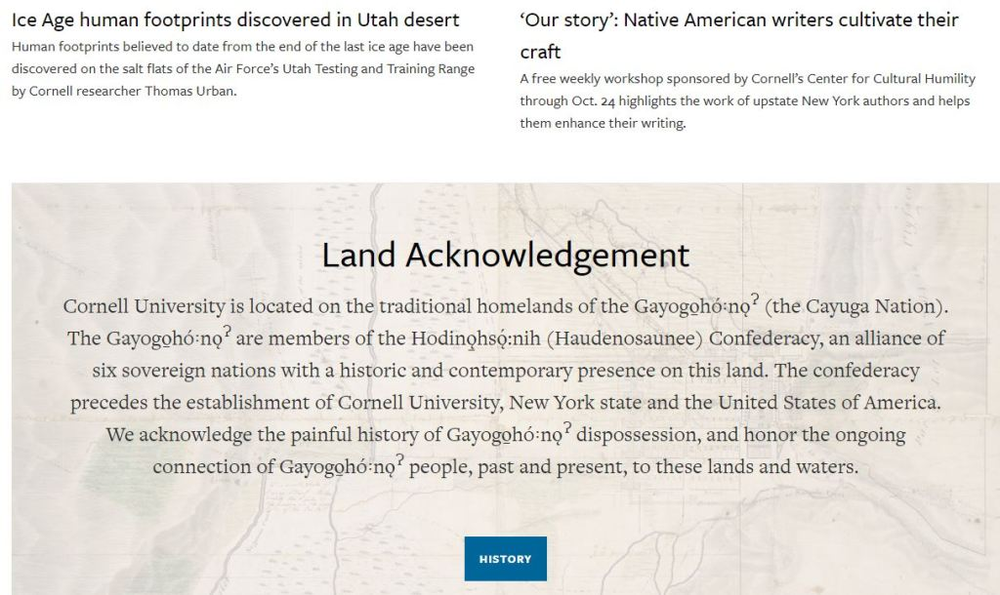 Ice Age human footprints discovered in Utah desert
Human footprints believed to date from the end of the last ice age have been
discovered on the salt flats of the Air Force's Utah Testing and Training Range
by Cornell researcher Thomas Urban.
‘Our story’: Native American writers cultivate their
craft
A free weekly workshop sponsored by Cornell's Center for Cultural Humility
through Oct. 24 highlights the work of upstate New York authors and helps
them enhance their writing.
Land Acknowledgement
Cornell University is located on the traditional homelands of the Gayogo̱hó:nǫɁ (the Cayuga Nation).
The Gayogo̱hó:nǫɁ are members of the Hodinǫ̱hsǫ́:nih (Haudenosaunee) Confederacy, an alliance of
six sovereign nations with a historic and contemporary presence on this land. The confederacy
precedes the establishment of Cornell University, New York state and the United States of America.
We acknowledge the painful history of Gayogo̱hó:nǫɁ dispossession, and honor the ongoing
connection of Gayogo̱hó:nǫɁ people, past and present, to these lands and waters.
HISTORY